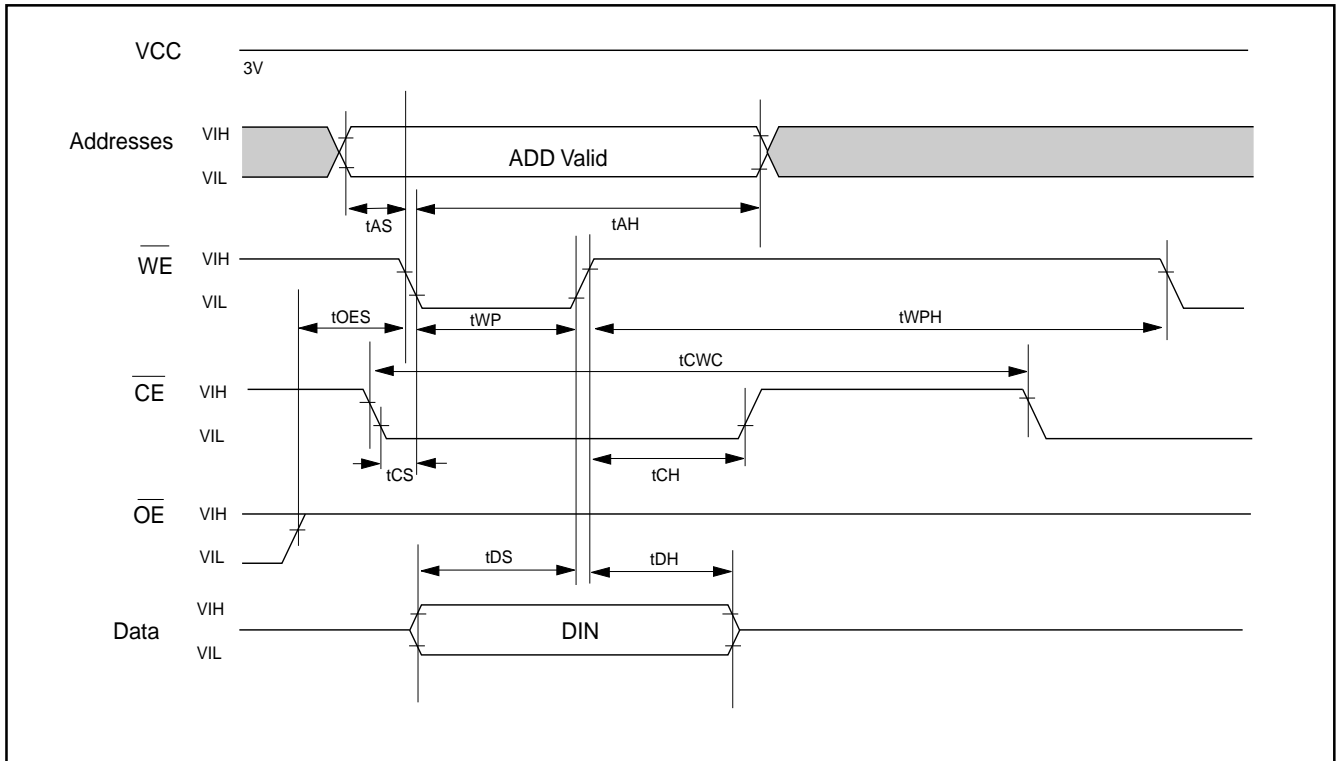 VCC
3V
Addresses
VIH
ADD Valid
VIL
tAS
tAH
WE
VIH
VIL
tOES
tWP
tWPH
tCWC
CE
VIH
VIL
tCS
tCH
OE
VIH
VIL
tDS
tDH
VIH
Data
DIN
VIL